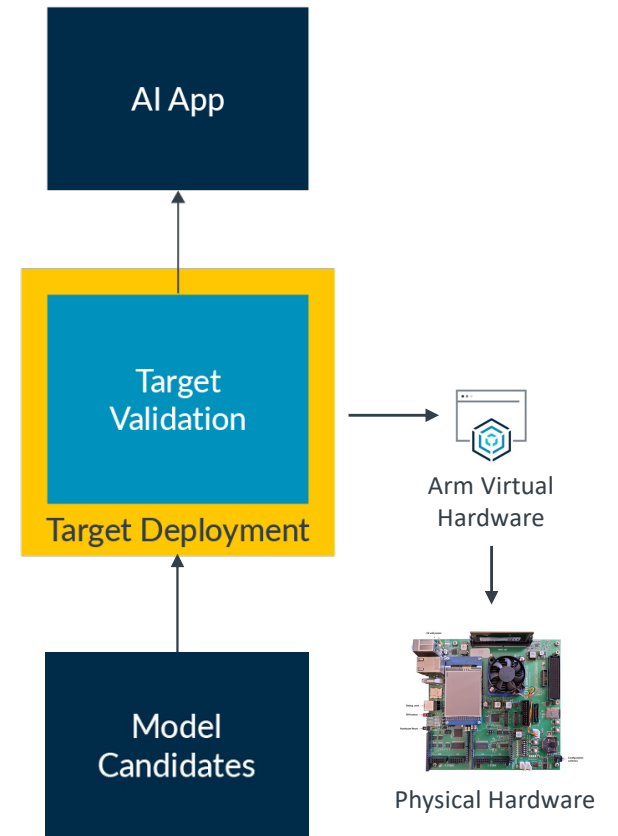 AI App
Target
Validation
Target Deployment
Arm Virtual
Hardware
Model
Candidates
Physical Hardware